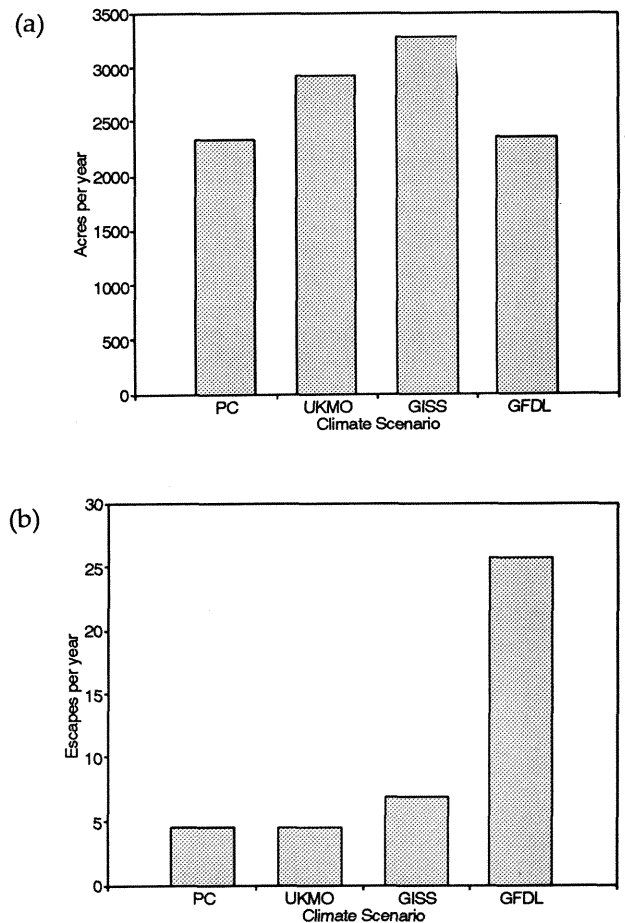 (a)
3500
3000
2500
2000
1500
1000
500
0
Acres per year
PC UKMO GISS GFDL
Climate Scenario
(b)
30
25
20
15
10
5
0
Escapes per year
PC UKMO GISS GFDL
Climate Scenario